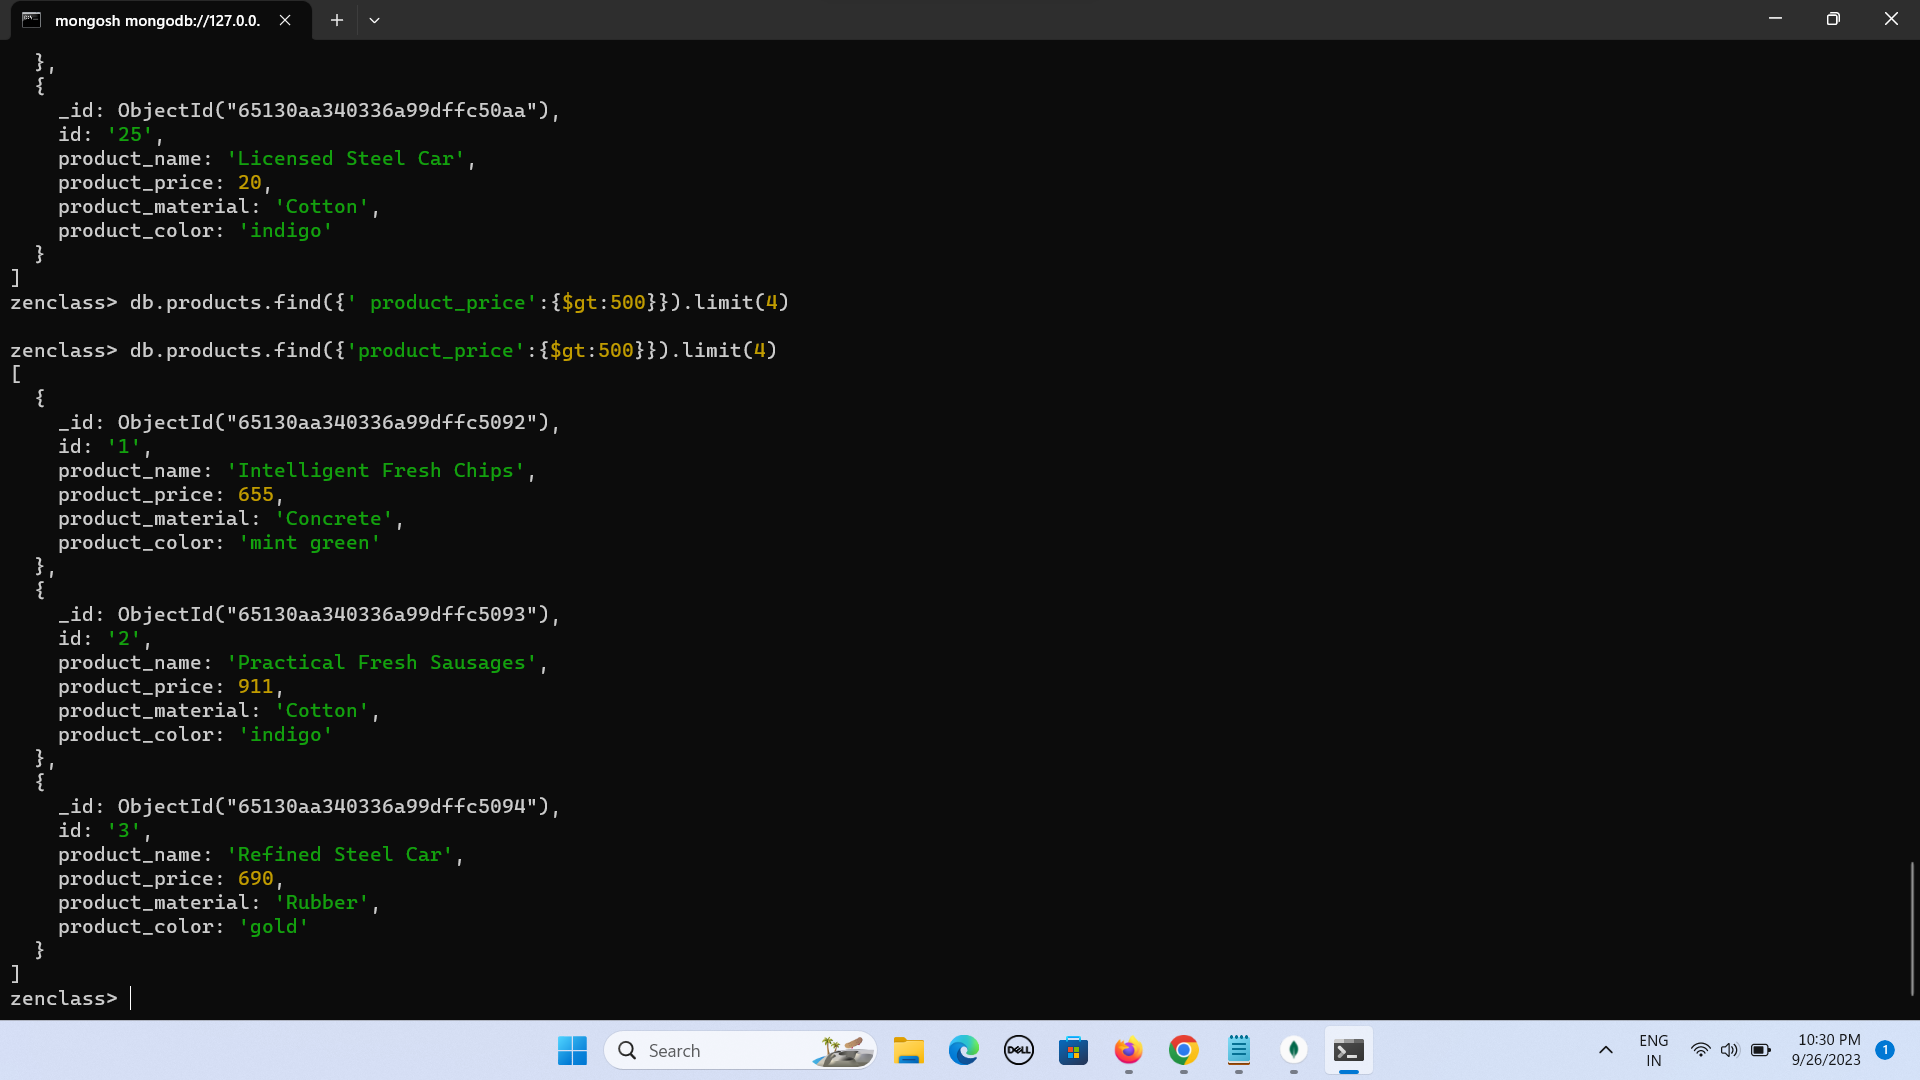 mongosh mongodb://127.0.0.
},
{
_id: ObjectId("65130aa340336a99dffc50aa"),
id: '25',
product_name: 'Licensed Steel Car',
product_price: 20,
product_material: 'Cotton',
product_color: 'indigo'
}
]
zenclass> db.products.find({' product_price':{$gt:500}}).limit(4)
zenclass> db.products.find({'product_price':{$gt:500}}).limit(4)
[
{
_id: ObjectId("65130aa340336a99dffc5092"),
id: '1',
product_name: 'Intelligent Fresh Chips',
product_price: 655,
product_material: 'Concrete',
product_color: 'mint green'
},
{
_id: ObjectId("65130aa340336a99dffc5093"),
id: '2',
product_name: 'Practical Fresh Sausages',
product_price: 911,
product_material: 'Cotton',
product_color: 'indigo'
},
{
_id: ObjectId("65130aa340336a99dffc5094"),
id: '3',
product_name: 'Refined Steel Car',
product_price: 690,
product_material: 'Rubber',
product_color: 'gold'
}
]
zenclass>
Search
DELL
ENG
IN
10:30 PM
9/26/2023
1